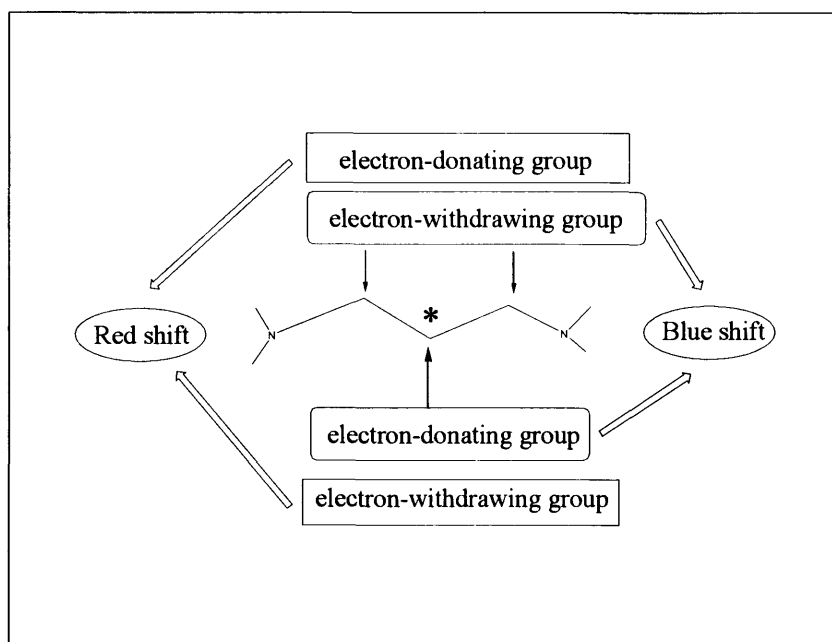 electron-donating group
electron-withdrawing group
Red shift
N
*
N
Blue shift
electron-donating group
electron-withdrawing group